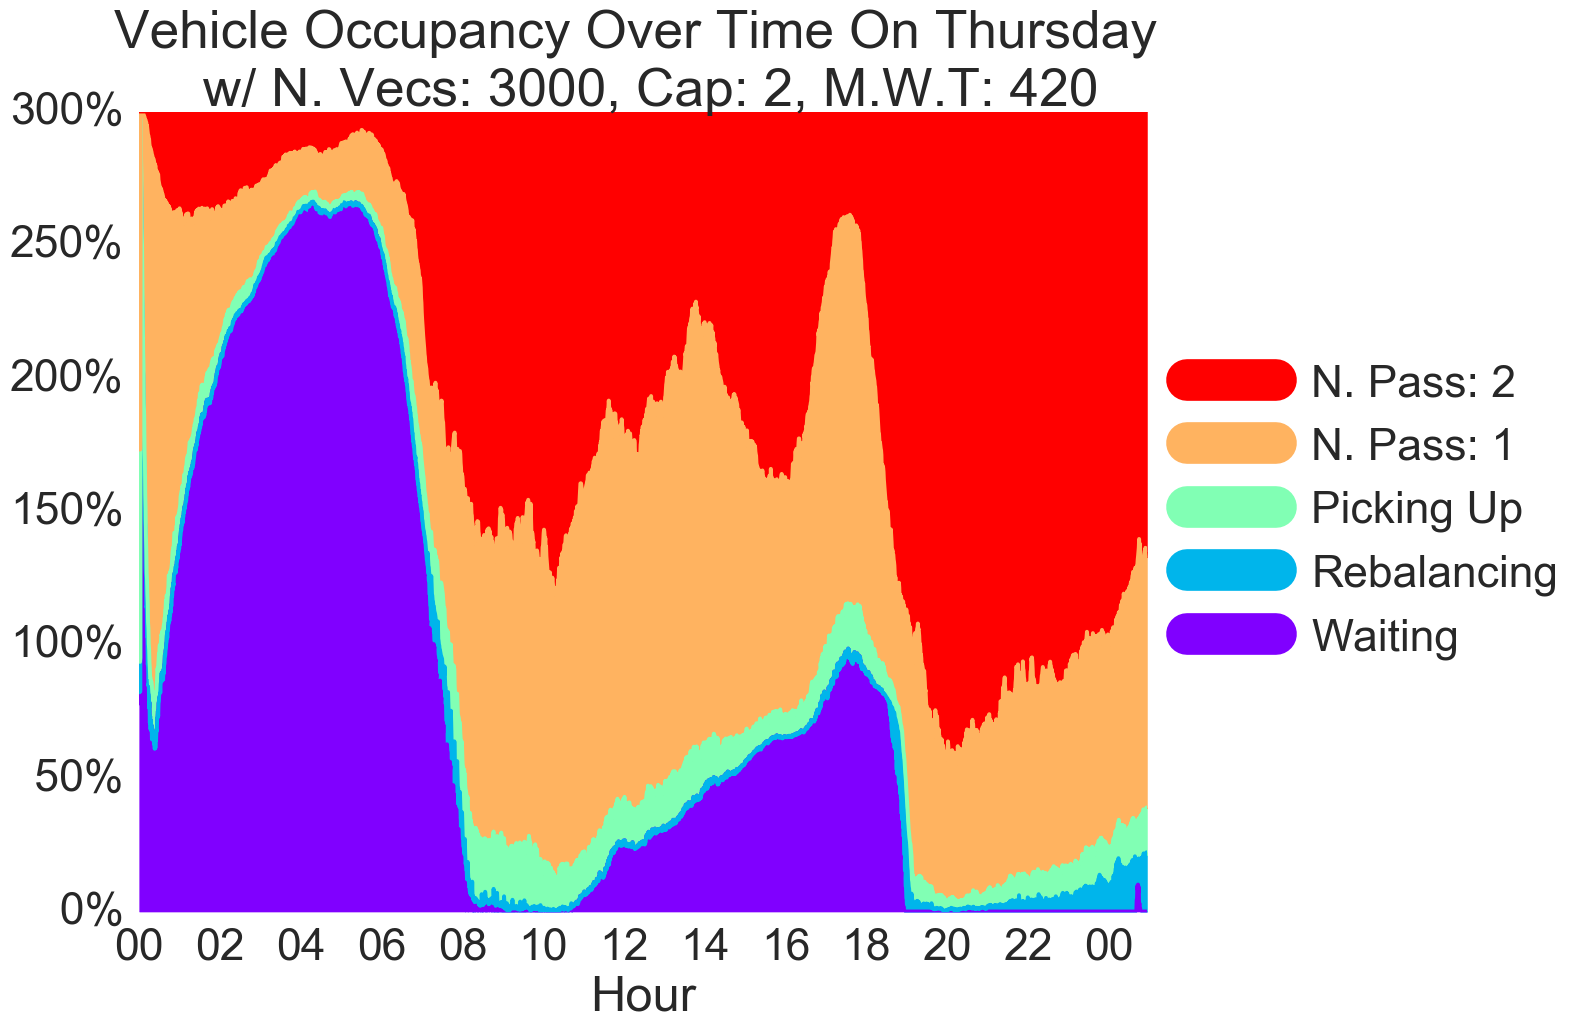 Vehicle Occupancy Over Time On Thursday
w/ N. Vecs: 3000, Cap: 2, M.W.T: 420
300%
250%
200%
150%
100%
50%
0%
00 02 04 06 08 10 12 14 16 18 20 22 00
Hour
N. Pass: 2
N. Pass: 1
Picking Up
Rebalancing
Waiting